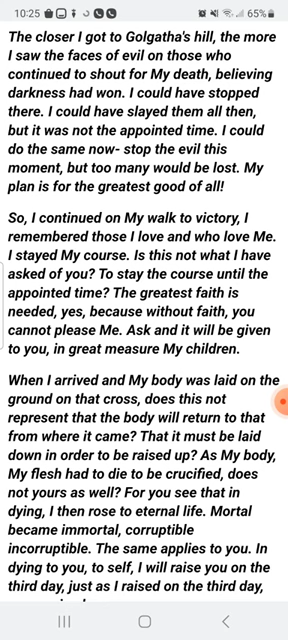 10:25
65%
The closer I got to Golgatha's hill, the more
I saw the faces of evil on those who
continued to shout for My death, believing
darkness had won. I could have stopped
there. I could have slayed them all then,
but it was not the appointed time. I could
do the same now- stop the evil this
moment, but too many would be lost. My
plan is for the greatest good of all!
So, I continued on My walk to victory, I
remembered those I love and who love Me.
I stayed My course. Is this not what I have
asked of you? To stay the course until the
appointed time? The greatest faith is
needed, yes, because without faith, you
cannot please Me. Ask and it will be given
to you, in great measure My children.
When I arrived and My body was laid on the
ground on that cross, does this not
represent that the body will return to that
from where it came? That it must be laid
down in order to be raised up? As My body,
My flesh had to die to be crucified, does
not yours as well? For you see that in
dying, I then rose to eternal life. Mortal
became immortal, corruptible
incorruptible. The same applies to you. In
dying to you, to self, I will raise you on the
third day, just as I raised on the third day,